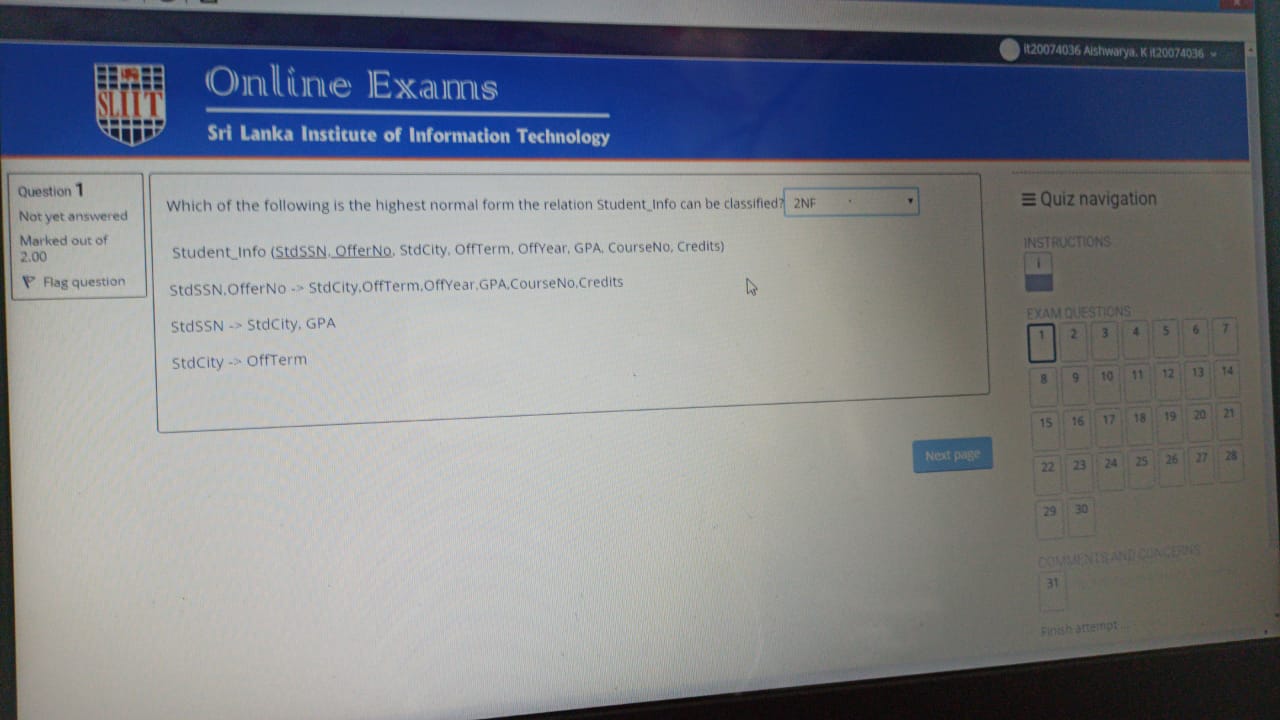 it20074036 Aishwarya. K it20074036
SLIIT
Online Exams
Sri Lanka Institute of Information Technology
Question 1
Not yet answered
Marked out of
2.00
Flag question
Which of the following is the highest normal form the relation Student_Info can be classified? 2NF
Student_Info (StdSSN, OfferNo, StdCity, OffTerm, OffYear, GPA, CourseNo, Credits)
StdSSN,OfferNo -> StdCity,OffTerm,OffYear,GPA,CourseNo,Credits
StdSSN -> StdCity, GPA
StdCity -> OffTerm
Next page
Quiz navigation
INSTRUCTIONS
i
EXAM QUESTIONS
1 2 3 4 5 6 7
8 9 10 11 12 13 14
15 16 17 18 19 20 21
22 23 24 25 26 27 28
29 30
COMMENTS AND CONCERNS
31
Finish attempt ...